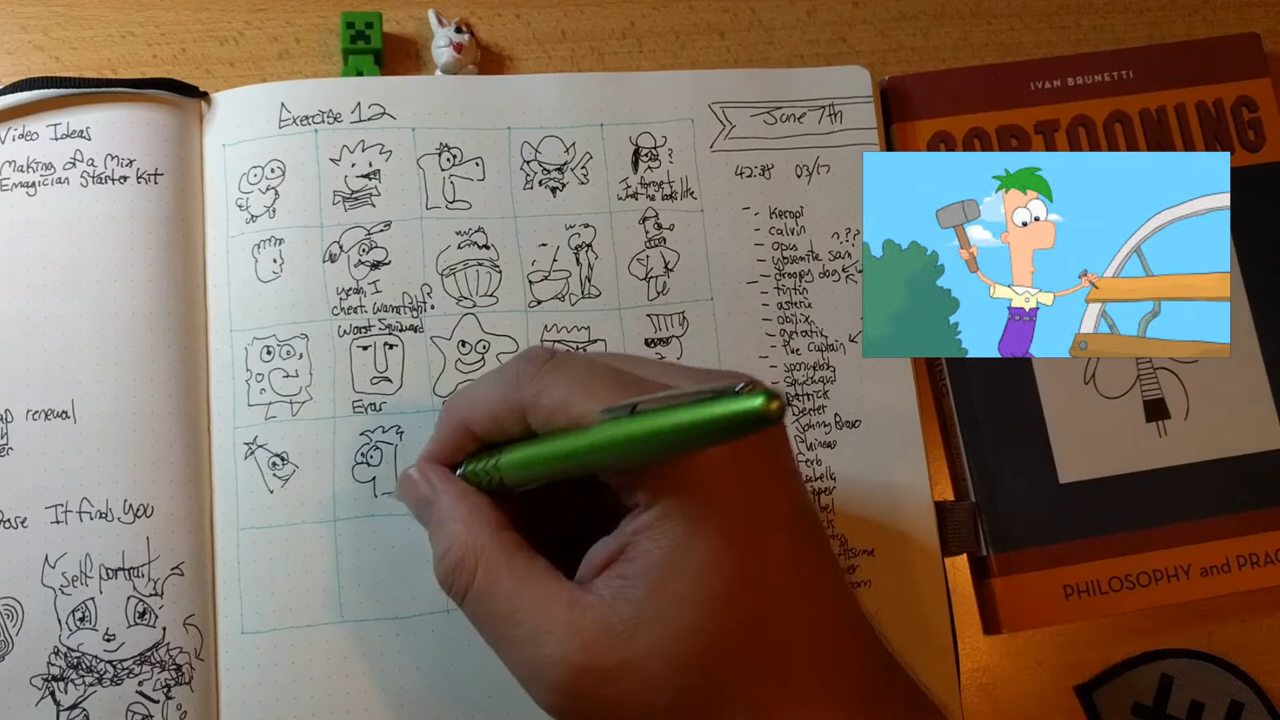 Video Ideas
Making of a Mix
Emagician Starter Kit
renewal
It finds you
self portrait
Exercise 12
I forget
what he looks like
yeah, I
cheat. wanna fight?
Worst Squidward
Ever
June 7th
42:38 03/17
- Keropi
- calvin
- opus
- yosemite sam
- droopy dog
- tintin
- asterix
- obilix
- getafix
- the captain
- spongebob
- squidward
patrick
Dexter
Johnny Bravo
Phineas
Ferb
IVAN BRUNETTI
CARTOONING
PHILOSOPHY and PRAC